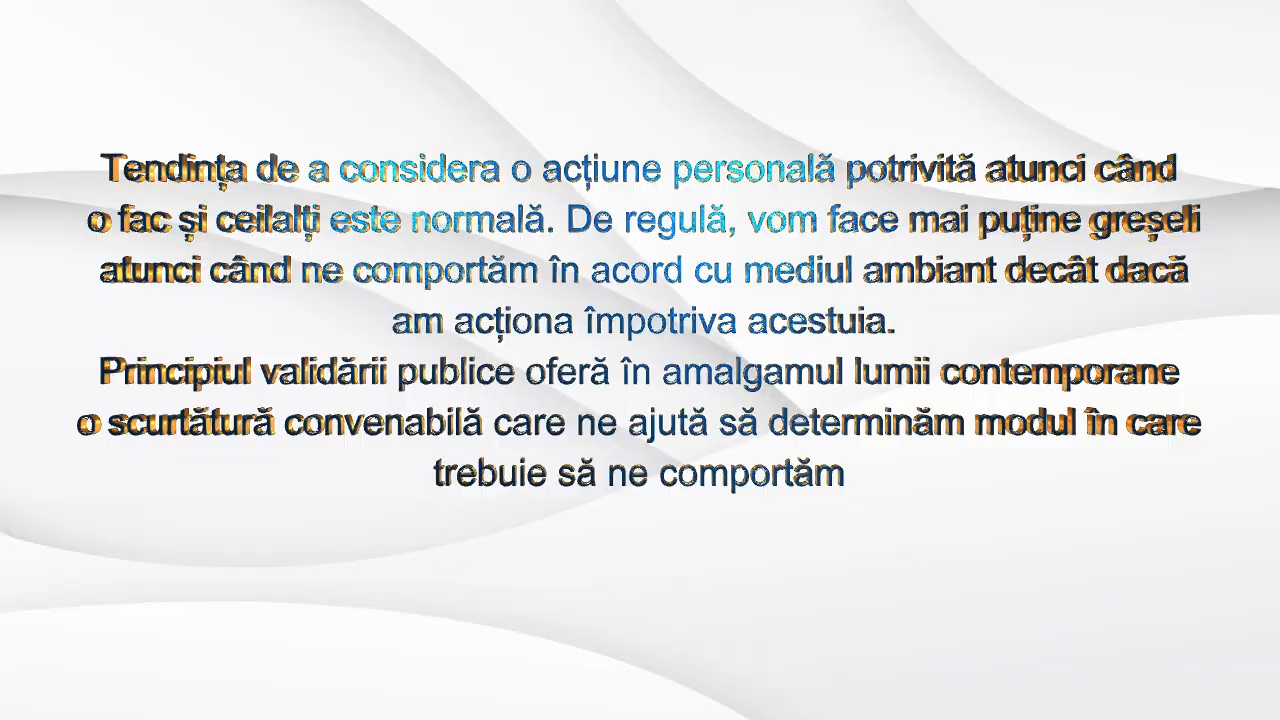 Tendința de a considera o acțiune personală potrivită atunci când
o fac și ceilalți este normală. De regulă, vom face mai puține greșeli
atunci când ne comportăm în acord cu mediul ambiant decât dacă
am acționa împotriva acestuia.
Principiul validării publice oferă în amalgamul lumii contemporane
o scurtătură convenabilă care ne ajută să determinăm modul în care
trebuie să ne comportăm